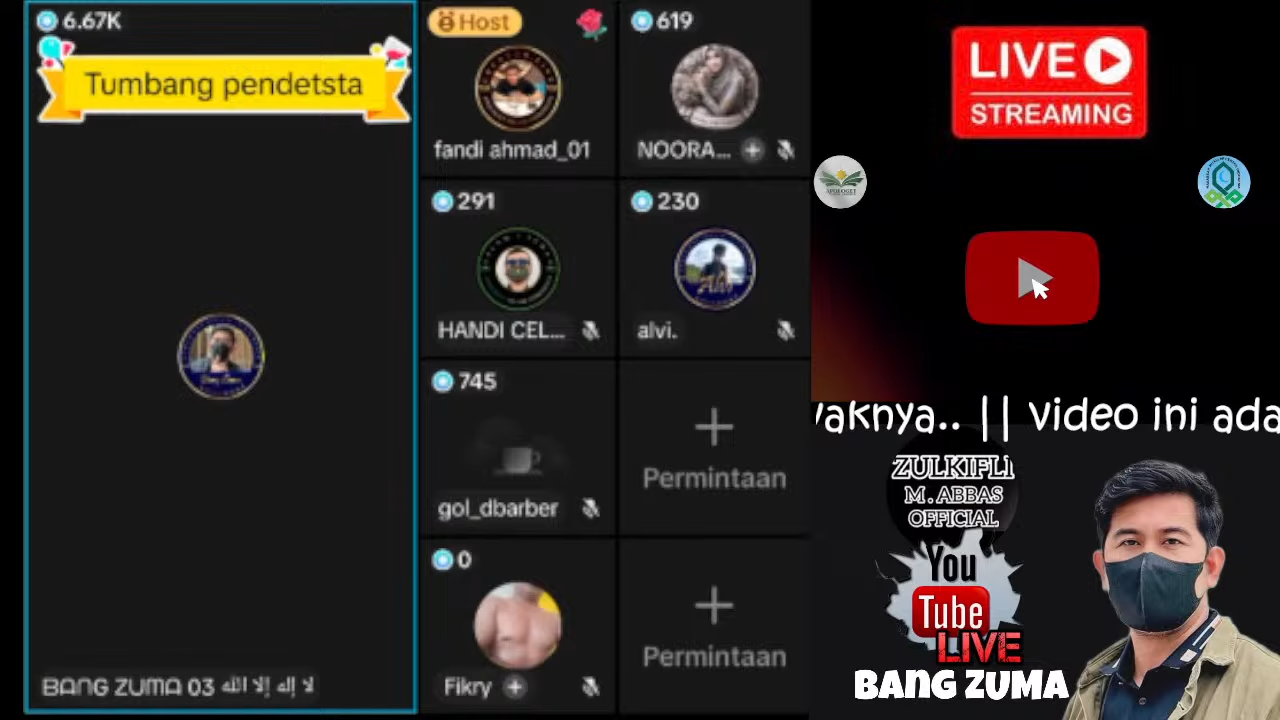 6.67K
Tumbang pendetsta
BANG ZUMA 03 لا إله إلا الله
Host
fandi ahmad_01
619
NOORA...
291
HANDI CEL...
230
alvi.
745
gol_dbarber
Permintaan
0
Fikry
Permintaan
LIVE
STREAMING
yaknya.. || video ini ada
ZULKIFLI
M.ABBAS
OFFICIAL
You
Tube
LIVE
BANG ZUMA